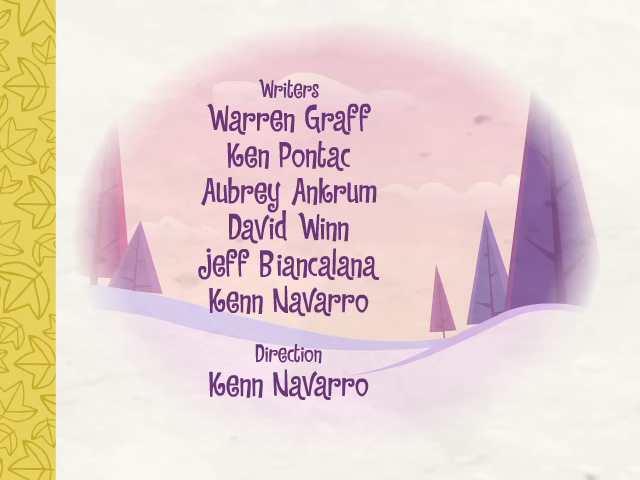 Writers
Warren Graff
Ken Pontac
Aubrey Ankrum
David Winn
Jeff Biancalana
Kenn Navarro
Direction
Kenn Navarro